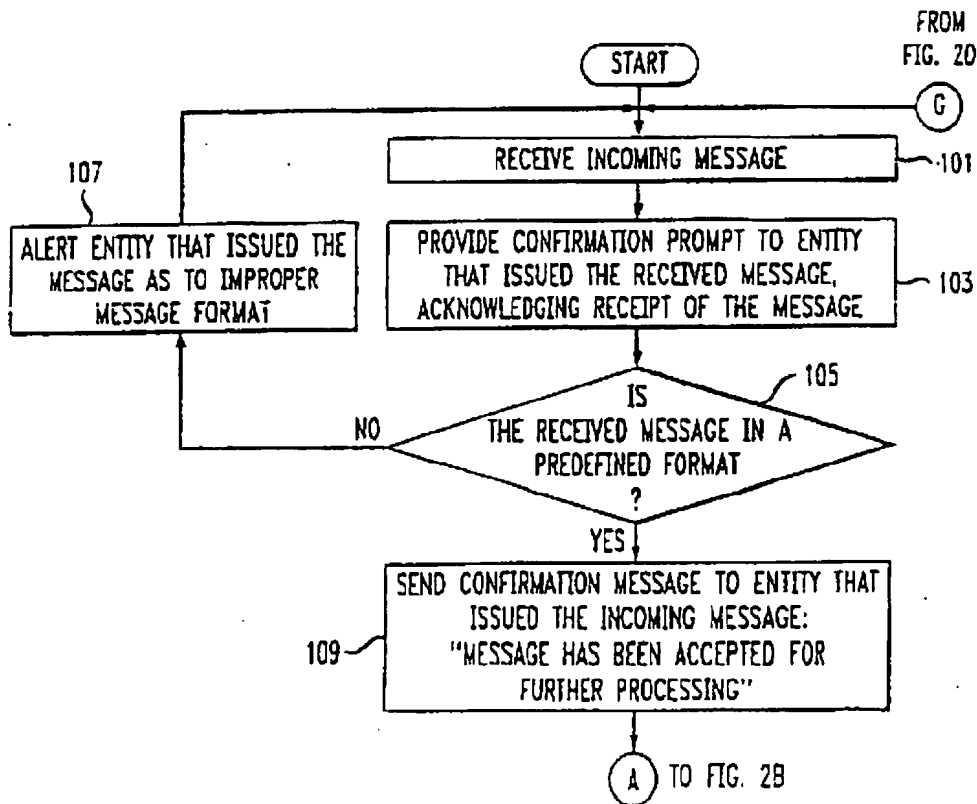 FROM
FIG. 2D
START
G
RECEIVE INCOMING MESSAGE
101
107
ALERT ENTITY THAT ISSUED THE
MESSAGE AS TO IMPROPER
MESSAGE FORMAT
PROVIDE CONFIRMATION PROMPT TO ENTITY
THAT ISSUED THE RECEIVED MESSAGE,
ACKNOWLEDGING RECEIPT OF THE MESSAGE
103
105
IS
THE RECEIVED MESSAGE IN A
PREDEFINED FORMAT
?
NO
YES
SEND CONFIRMATION MESSAGE TO ENTITY THAT
ISSUED THE INCOMING MESSAGE:
"MESSAGE HAS BEEN ACCEPTED FOR
FURTHER PROCESSING"
109
A TO FIG. 2B